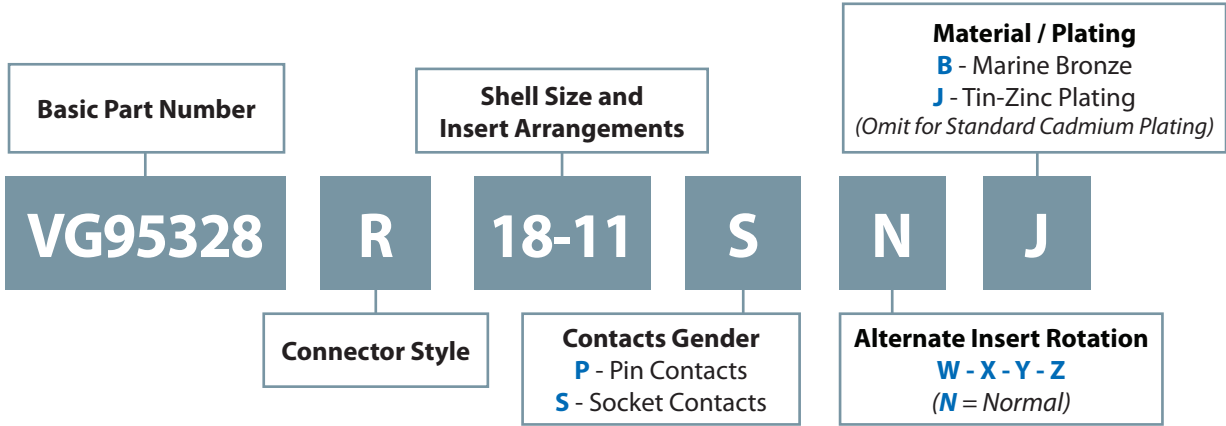 Basic Part Number
Shell Size and
Insert Arrangements
Material / Plating
B - Marine Bronze
J - Tin-Zinc Plating
(Omit for Standard Cadmium Plating)
VG95328 R 18-11 S N J
Connector Style
Contacts Gender
P - Pin Contacts
S - Socket Contacts
Alternate Insert Rotation
W - X - Y - Z
(N = Normal)